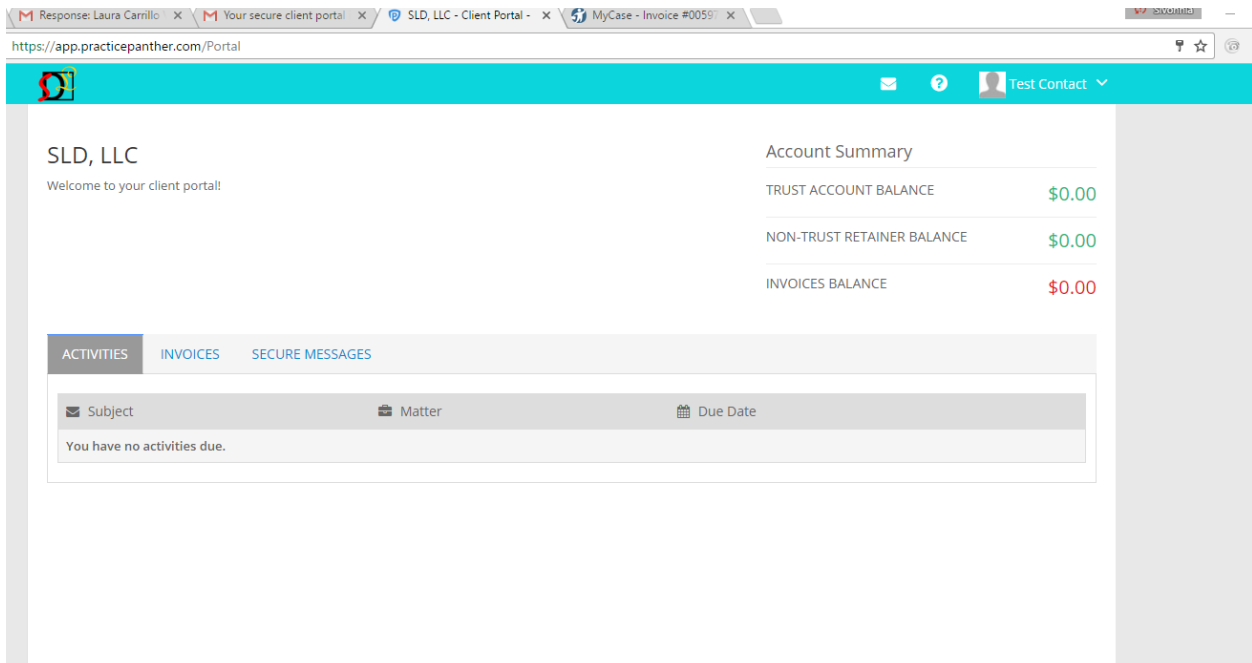 Response: Laura Carrillo
Your secure client portal
SLD, LLC - Client Portal -
MyCase - Invoice #00597
https://app.practicepanther.com/Portal
Test Contact
SLD, LLC
Welcome to your client portal!
Account Summary
TRUST ACCOUNT BALANCE $0.00
NON-TRUST RETAINER BALANCE $0.00
INVOICES BALANCE $0.00
ACTIVITIES INVOICES SECURE MESSAGES
Subject Matter Due Date
You have no activities due.